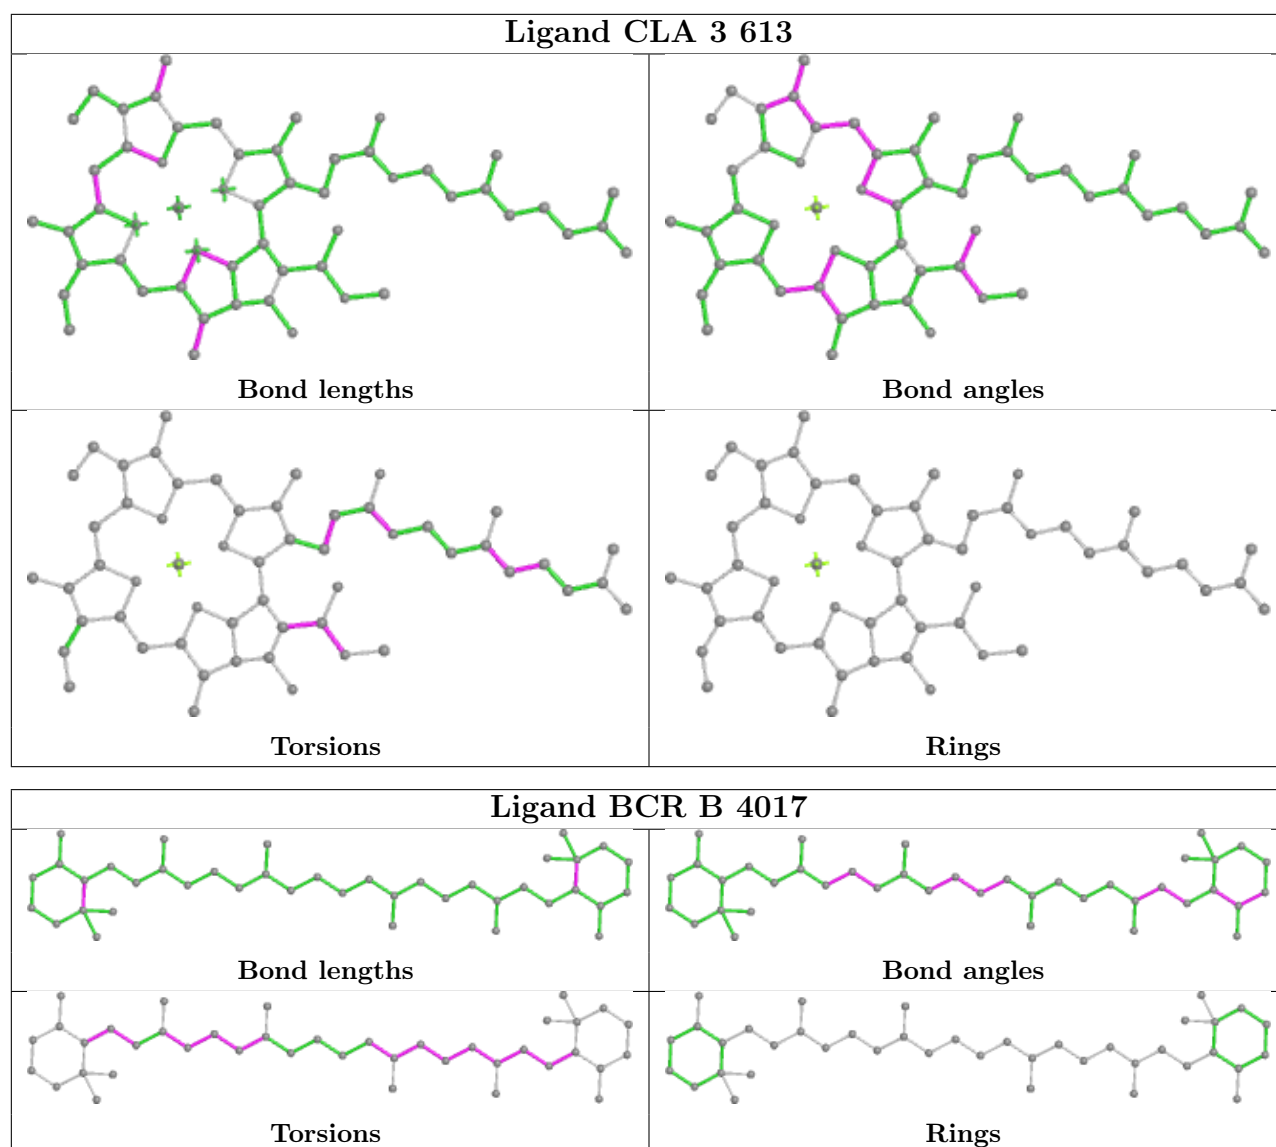 Ligand CLA 3 613
Bond lengths
Bond angles
Torsions
Rings
Ligand BCR B 4017
Bond lengths
Bond angles
Torsions
Rings